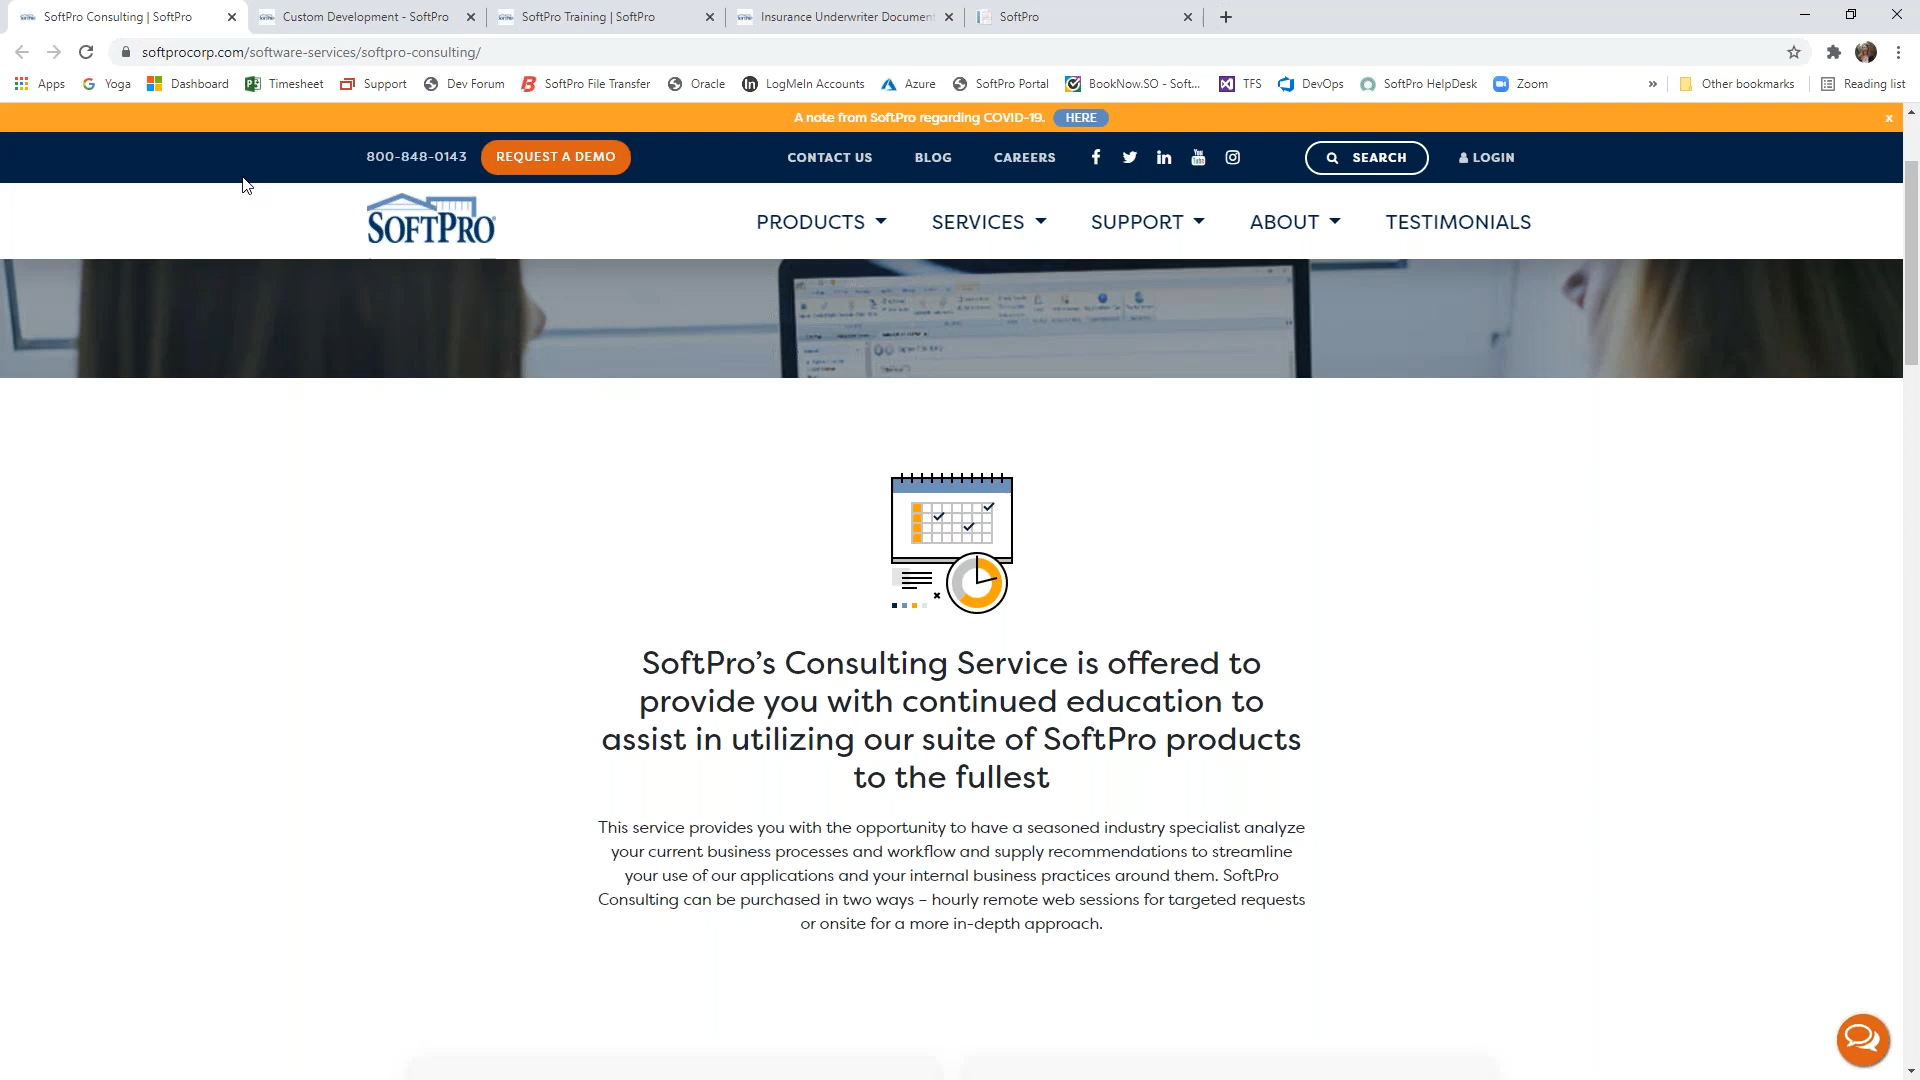 SoftPro Consulting | SoftPro
Custom Development - SoftPro
SoftPro Training | SoftPro
Insurance Underwriter Document
SoftPro
softprocorp.com/software-services/softpro-consulting/
Apps
Yoga
Dashboard
Timesheet
Support
Dev Forum
SoftPro File Transfer
Oracle
LogMeIn Accounts
Azure
SoftPro Portal
BookNow.SO - Soft...
TFS
DevOps
SoftPro HelpDesk
Zoom
»
Other bookmarks
Reading list
A note from SoftPro regarding COVID-19. HERE
x
800-848-0143
REQUEST A DEMO
CONTACT US
BLOG
CAREERS
SEARCH
LOGIN
SOFTPRO
PRODUCTS
SERVICES
SUPPORT
ABOUT
TESTIMONIALS
SoftPro’s Consulting Service is offered to
provide you with continued education to
assist in utilizing our suite of SoftPro products
to the fullest
This service provides you with the opportunity to have a seasoned industry specialist analyze
your current business processes and workflow and supply recommendations to streamline
your use of our applications and your internal business practices around them. SoftPro
Consulting can be purchased in two ways – hourly remote web sessions for targeted requests
or onsite for a more in-depth approach.